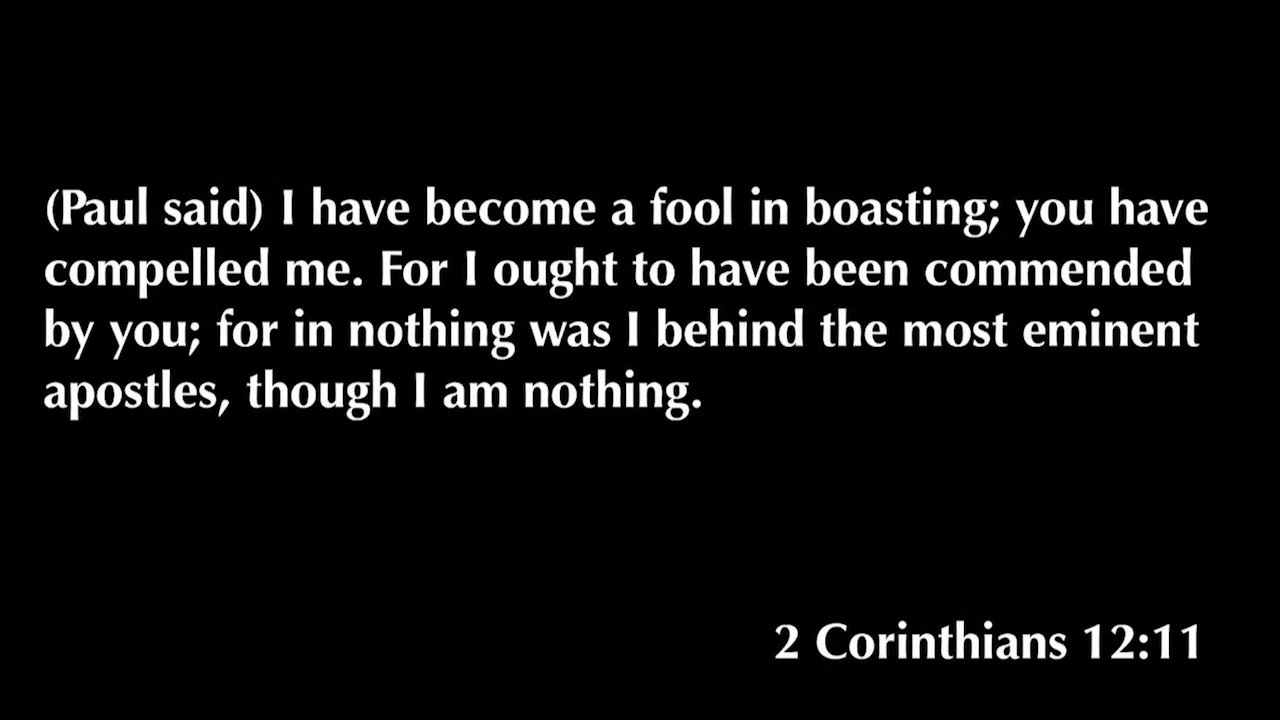 (Paul said) I have become a fool in boasting; you have
compelled me. For I ought to have been commended
by you; for in nothing was I behind the most eminent
apostles, though I am nothing.
2 Corinthians 12:11